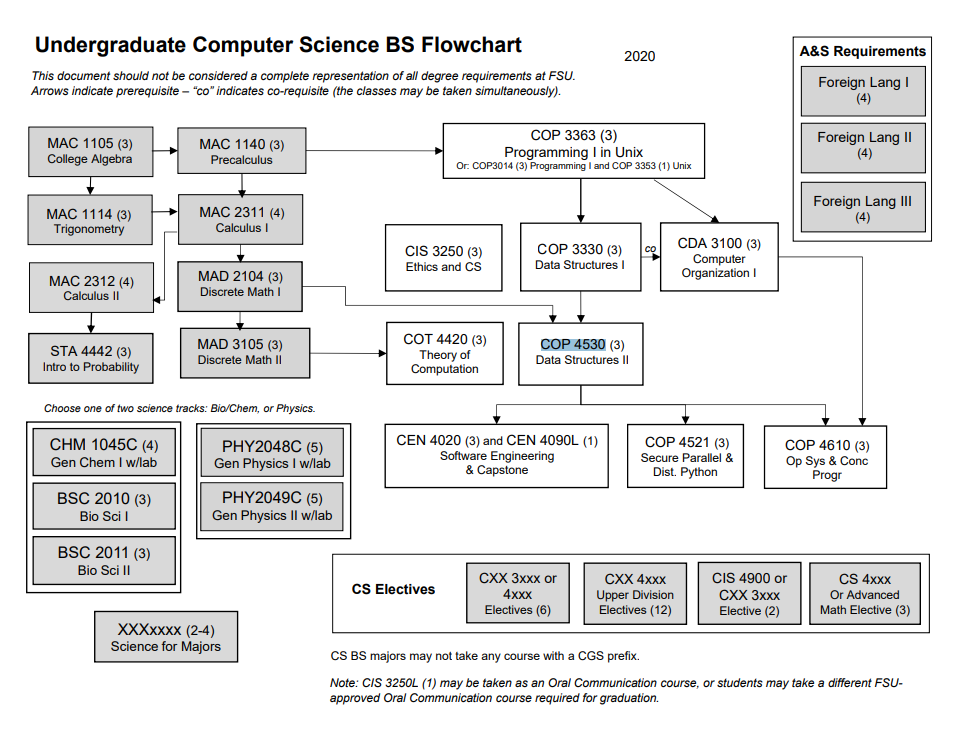 Undergraduate Computer Science BS Flowchart
2020
This document should not be considered a complete representation of all degree requirements at FSU.
Arrows indicate prerequisite – “co” indicates co-requisite (the classes may be taken simultaneously).
A&S Requirements
Foreign Lang I
(4)
Foreign Lang II
(4)
Foreign Lang III
(4)
MAC 1105 (3)
College Algebra
MAC 1140 (3)
Precalculus
COP 3363 (3)
Programming I in Unix
Or: COP3014 (3) Programming I and COP 3353 (1) Unix
MAC 1114 (3)
Trigonometry
MAC 2311 (4)
Calculus I
CIS 3250 (3)
Ethics and CS
COP 3330 (3)
Data Structures I
co
CDA 3100 (3)
Computer
Organization I
MAC 2312 (4)
Calculus II
MAD 2104 (3)
Discrete Math I
STA 4442 (3)
Intro to Probability
MAD 3105 (3)
Discrete Math II
COT 4420 (3)
Theory of
Computation
COP 4530 (3)
Data Structures II
Choose one of two science tracks: Bio/Chem, or Physics.
CHM 1045C (4)
Gen Chem I w/lab
BSC 2010 (3)
Bio Sci I
BSC 2011 (3)
Bio Sci II
PHY2048C (5)
Gen Physics I w/lab
PHY2049C (5)
Gen Physics II w/lab
CEN 4020 (3) and CEN 4090L (1)
Software Engineering
& Capstone
COP 4521 (3)
Secure Parallel &
Dist. Python
COP 4610 (3)
Op Sys & Conc
Progr
XXXxxxx (2-4)
Science for Majors
CS Electives
CXX 3xxx or
4xxx
Electives (6)
CXX 4xxx
Upper Division
Electives (12)
CIS 4900 or
CXX 3xxx
Elective (2)
CS 4xxx
Or Advanced
Math Elective (3)
CS BS majors may not take any course with a CGS prefix.
Note: CIS 3250L (1) may be taken as an Oral Communication course, or students may take a different FSU-
approved Oral Communication course required for graduation.